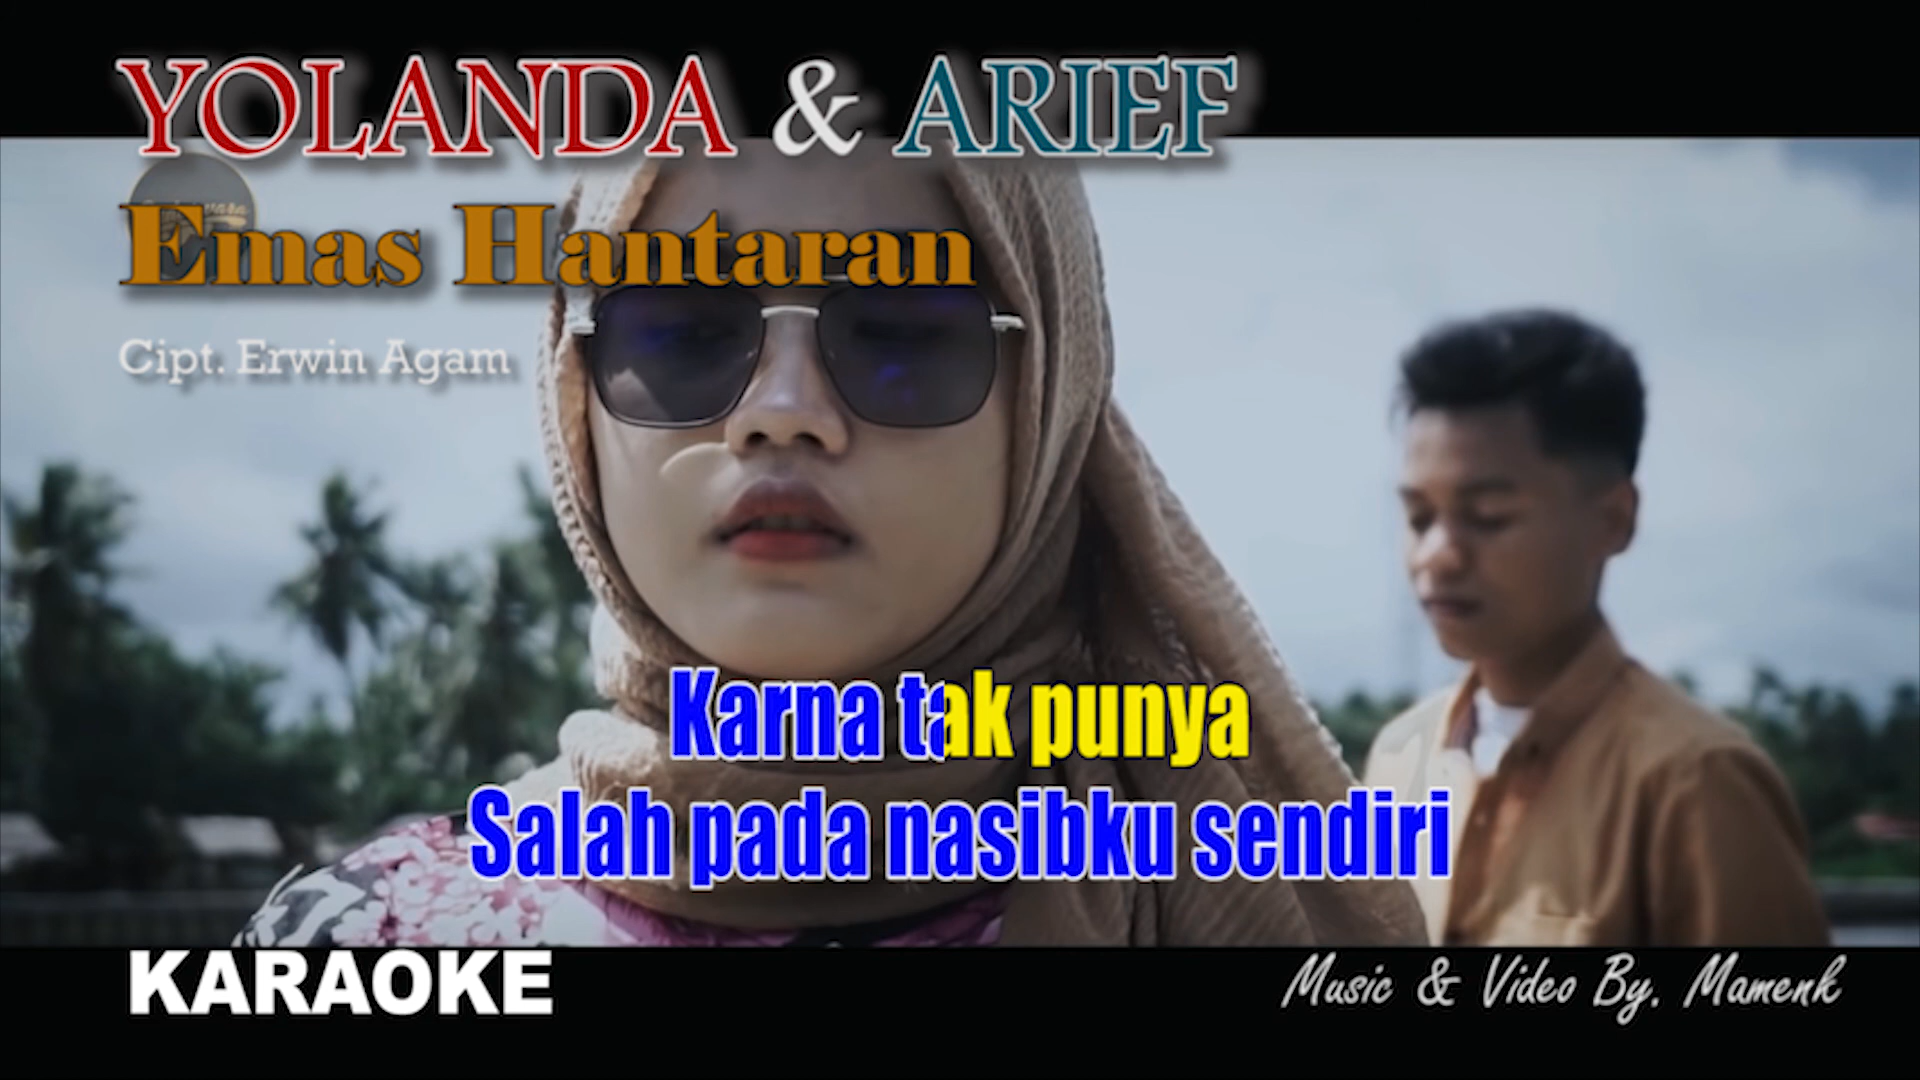 YOLANDA & ARIEF
Emas Hantaran
Cipt. Erwin Agam
Karna tak punya
Salah pada nasibku sendiri
KARAOKE
Music & Video By. Mamenk